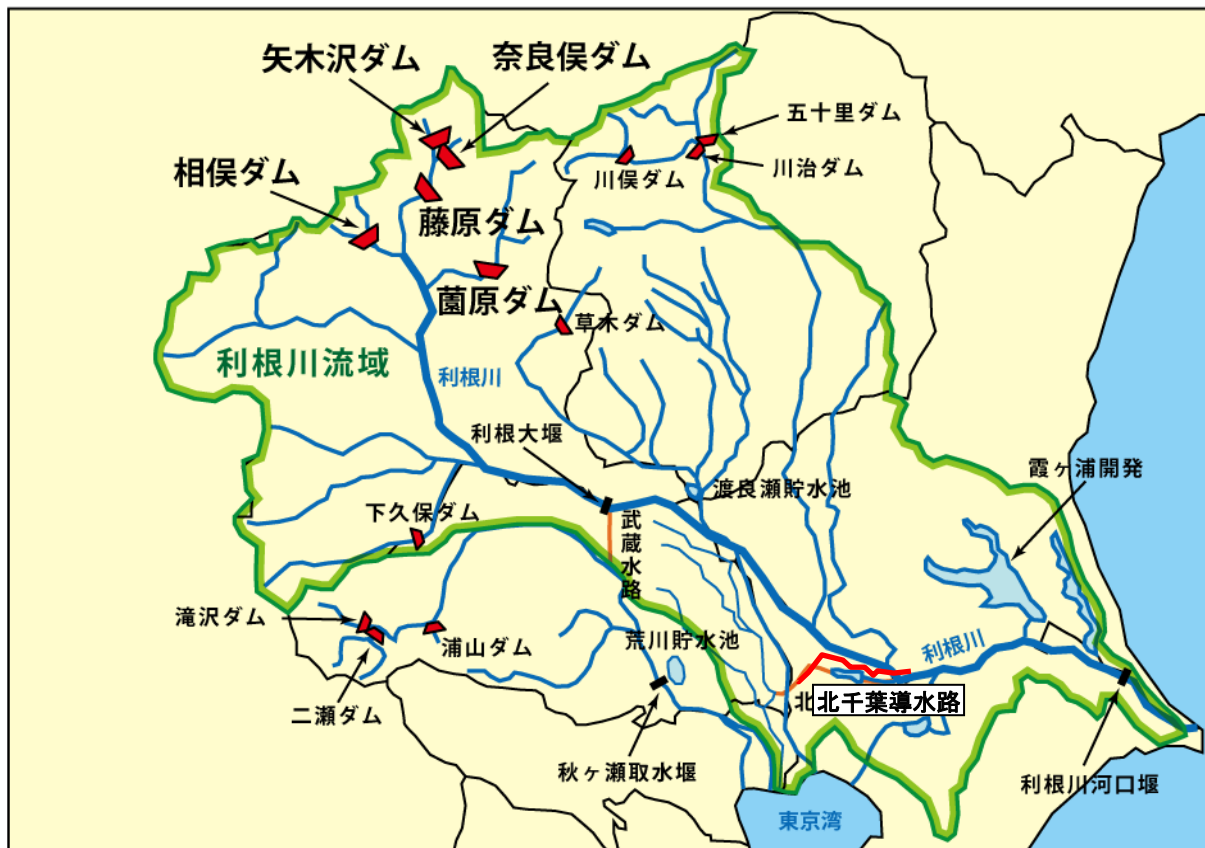 矢木沢ダム
奈良俣ダム
五十里ダム
川治ダム
川俣ダム
相俣ダム
藤原ダム
薗原ダム
草木ダム
利根川流域
利根川
利根大堰
渡良瀬貯水池
霞ヶ浦開発
下久保ダム
武蔵水路
滝沢ダム
浦山ダム
荒川貯水池
利根川
北
北千葉導水路
二瀬ダム
秋ヶ瀬取水堰
利根川河口堰
東京湾